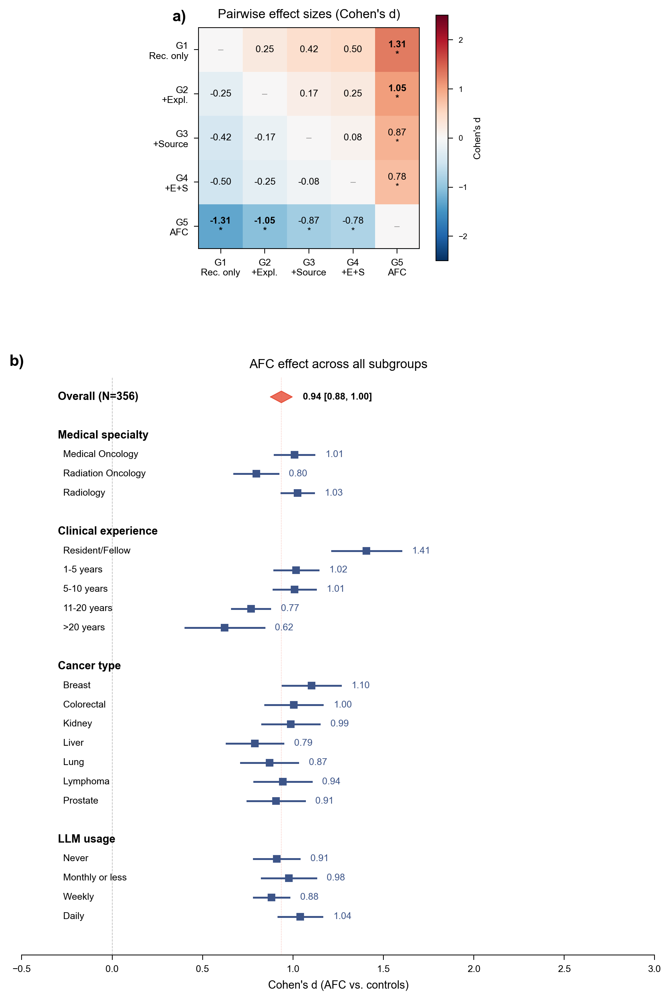 a)
Pairwise effect sizes (Cohen's d)
G1
Rec. only
– 0.25 0.42 0.50 1.31
*
G2
+Expl.
-0.25 – 0.17 0.25 1.05
*
G3
+Source
-0.42 -0.17 – 0.08 0.87
*
G4
+E+S
-0.50 -0.25 -0.08 – 0.78
*
G5
AFC
-1.31 -1.05 -0.87 -0.78 –
* * * *
G1 G2 G3 G4 G5
Rec. only +Expl. +Source +E+S AFC
2
1
0
−1
−2
Cohen's d
b)
AFC effect across all subgroups
Overall (N=356) 0.94 [0.88, 1.00]
Medical specialty
Medical Oncology 1.01
Radiation Oncology 0.80
Radiology 1.03
Clinical experience
Resident/Fellow 1.41
1-5 years 1.02
5-10 years 1.01
11-20 years 0.77
>20 years 0.62
Cancer type
Breast 1.10
Colorectal 1.00
Kidney 0.99
Liver 0.79
Lung 0.87
Lymphoma 0.94
Prostate 0.91
LLM usage
Never 0.91
Monthly or less 0.98
Weekly 0.88
Daily 1.04
−0.5 0.0 0.5 1.0 1.5 2.0 2.5 3.0
Cohen's d (AFC vs. controls)